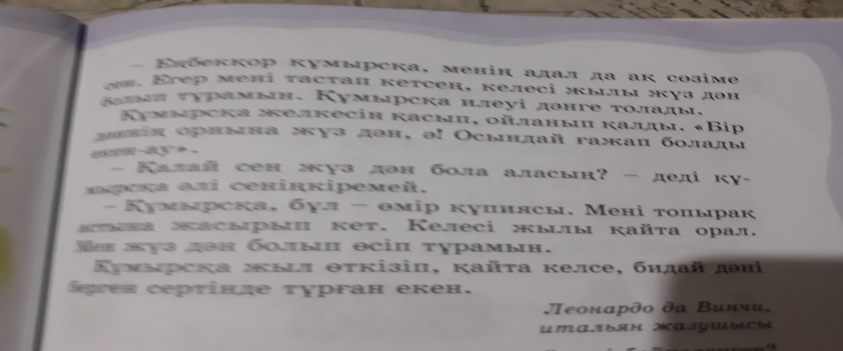 – Еңбекқор құмырсқа, менің адал да ақ сөзіме
сен. Егер мені тастап кетсең, келесі жылы жүз дән
болып тұрамын. Құмырсқа илеуі дәнге толады.
Құмырсқа желкесін қасып, ойланып қалды. «Бір
дәннің орнына жүз дән, ә! Осындай ғажап болады
екен-ау».
– Қалай сен жүз дән бола аласың? – деді құ-
мырсқа әлі сеніңкіремей.
– Құмырсқа, бұл – өмір құпиясы. Мені топырақ
астына жасырып кет. Келесі жылы қайта орал.
Мен жүз дән болып өсіп тұрамын.
Құмырсқа жыл өткізіп, қайта келсе, бидай дәні
берген сертінде тұрған екен.
Леонардо да Винчи,
итальян жазушысы